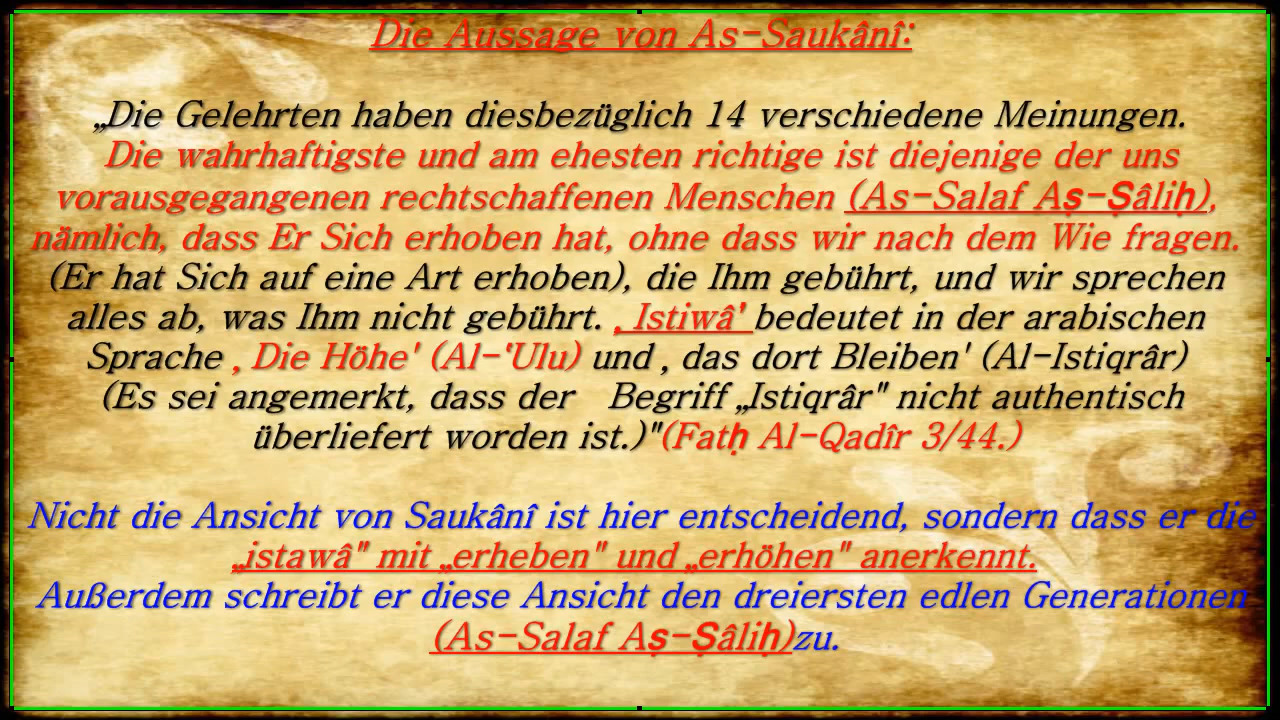 Die Aussage von As-Saukânî:
„Die Gelehrten haben diesbezüglich 14 verschiedene Meinungen.
Die wahrhaftigste und am ehesten richtige ist diejenige der uns
vorausgegangenen rechtschaffenen Menschen (As-Salaf Aṣ-Ṣâliḥ),
nämlich, dass Er Sich erhoben hat, ohne dass wir nach dem Wie fragen.
(Er hat Sich auf eine Art erhoben), die Ihm gebührt, und wir sprechen
alles ab, was Ihm nicht gebührt. ‚ Istiwâ' bedeutet in der arabischen
Sprache ‚ Die Höhe' (Al-‘Ulu) und ‚ das dort Bleiben' (Al-Istiqrâr)
(Es sei angemerkt, dass der Begriff „Istiqrâr" nicht authentisch
überliefert worden ist.)"(Fatḥ Al-Qadîr 3/44.)
Nicht die Ansicht von Saukânî ist hier entscheidend, sondern dass er die
„istawâ" mit „erheben" und „erhöhen" anerkennt.
Außerdem schreibt er diese Ansicht den dreiersten edlen Generationen
(As-Salaf Aṣ-Ṣâliḥ)zu.